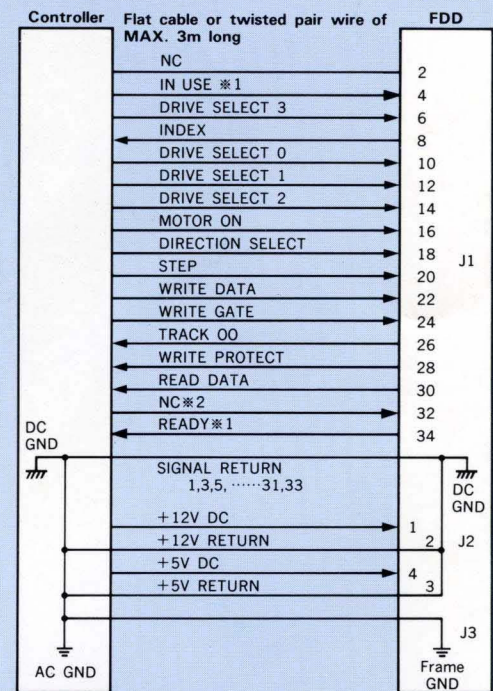 Controller Flat cable or twisted pair wire of MAX. 3m long FDD
NC 2
IN USE ※1 4
DRIVE SELECT 3 6
INDEX 8
DRIVE SELECT 0 10
DRIVE SELECT 1 12
DRIVE SELECT 2 14
MOTOR ON 16
DIRECTION SELECT 18
J1
STEP 20
WRITE DATA 22
WRITE GATE 24
TRACK OO 26
WRITE PROTECT 28
READ DATA 30
NC※2 32
READY※1 34
DC GND
SIGNAL RETURN
1,3,5, ······31,33
DC GND
+12V DC 1
+12V RETURN 2 J2
+5V DC 4
+5V RETURN 3
J3
AC GND
Frame GND